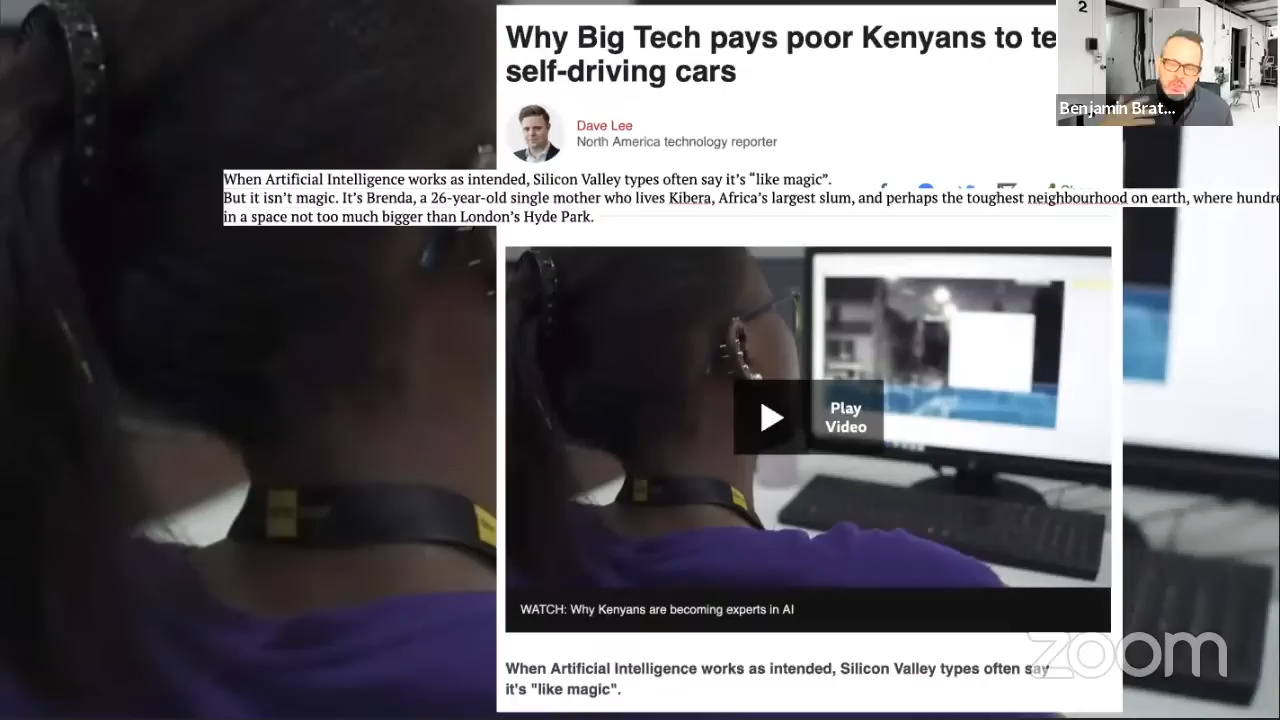 Why Big Tech pays poor Kenyans to te
self-driving cars
2
Benjamin Brat...
Dave Lee
North America technology reporter
When Artificial Intelligence works as intended, Silicon Valley types often say it's “like magic”.
But it isn't magic. It's Brenda, a 26-year-old single mother who lives Kibera, Africa's largest slum, and perhaps the toughest neighbourhood on earth, where hundre
in a space not too much bigger than London's Hyde Park.
Play
Video
WATCH: Why Kenyans are becoming experts in AI
When Artificial Intelligence works as intended, Silicon Valley types often say
it's "like magic".
zoom